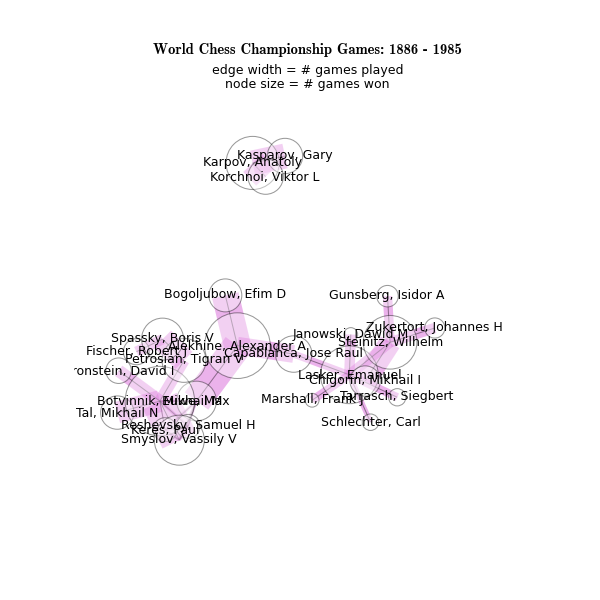 World Chess Championship Games: 1886 - 1985
edge width = # games played
node size = # games won
Kasparov, Gary
Karpov, Anatoly
Korchnoi, Viktor L
Bogoljubow, Efim D
Gunsberg, Isidor A
Zukertort, Johannes H
Janowski, Dawid M
Steinitz, Wilhelm
Spassky, Boris V
Alekhine, Alexander A
Fischer, Robert J
Capablanca, Jose Raul
Petrosian, Tigran V
ronstein, David I
Lasker, Emanuel
Chigorin, Mikhail I
Tarrasch, Siegbert
Marshall, Frank J
Botvinnik, Mikhail M
Euwe, Max
Tal, Mikhail N
Schlechter, Carl
Reshevsky, Samuel H
Keres, Paul
Smyslov, Vassily V